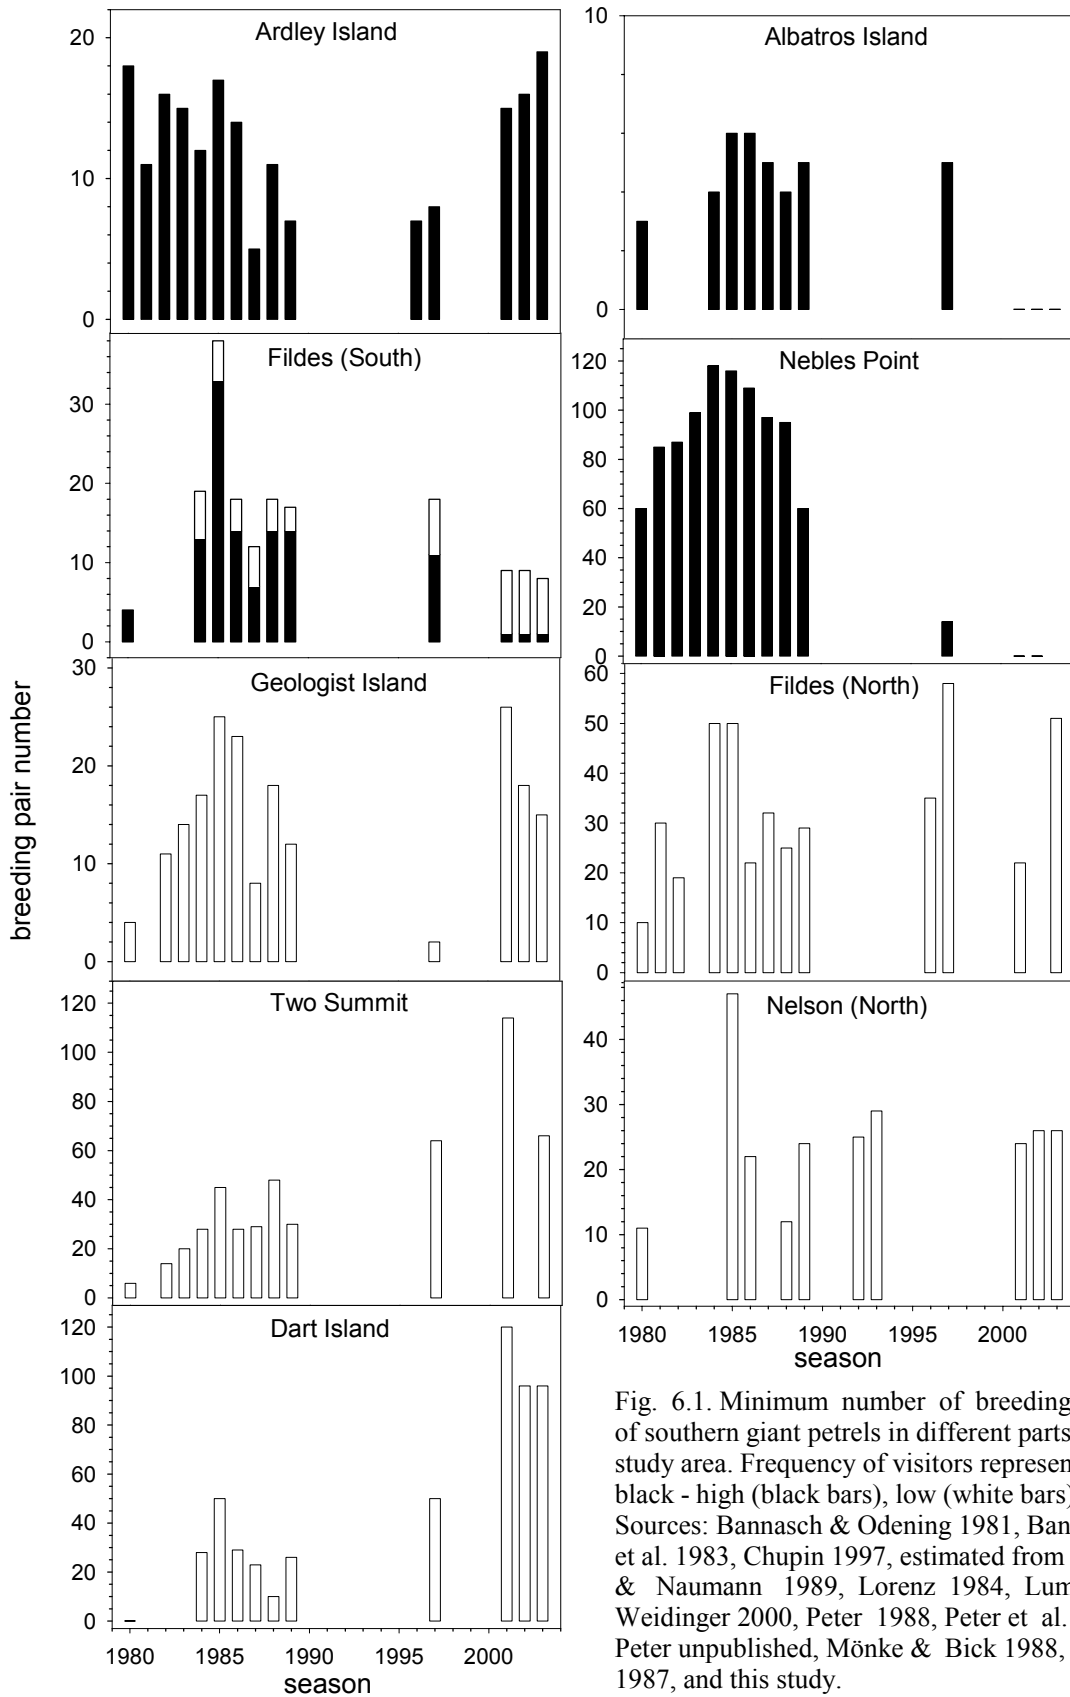 Ardley Island
20
10
0
Albatros Island
10
0
Fildes (South)
30
20
10
0
Nebles Point
120
100
80
60
40
20
0
breeding pair number
Geologist Island
30
20
10
0
Fildes (North)
60
50
40
30
20
10
0
Two Summit
120
100
80
60
40
20
0
Nelson (North)
40
30
20
10
0
1980 1985 1990 1995 2000
season
Dart Island
120
100
80
60
40
20
0
1980 1985 1990 1995 2000
season
Fig. 6.1. Minimum number of breeding
of southern giant petrels in different parts
study area. Frequency of visitors represen
black - high (black bars), low (white bars)
Sources: Bannasch & Odening 1981, Ban
et al. 1983, Chupin 1997, estimated from
& Naumann 1989, Lorenz 1984, Lum
Weidinger 2000, Peter 1988, Peter et al.
Peter unpublished, Mönke & Bick 1988,
1987, and this study.